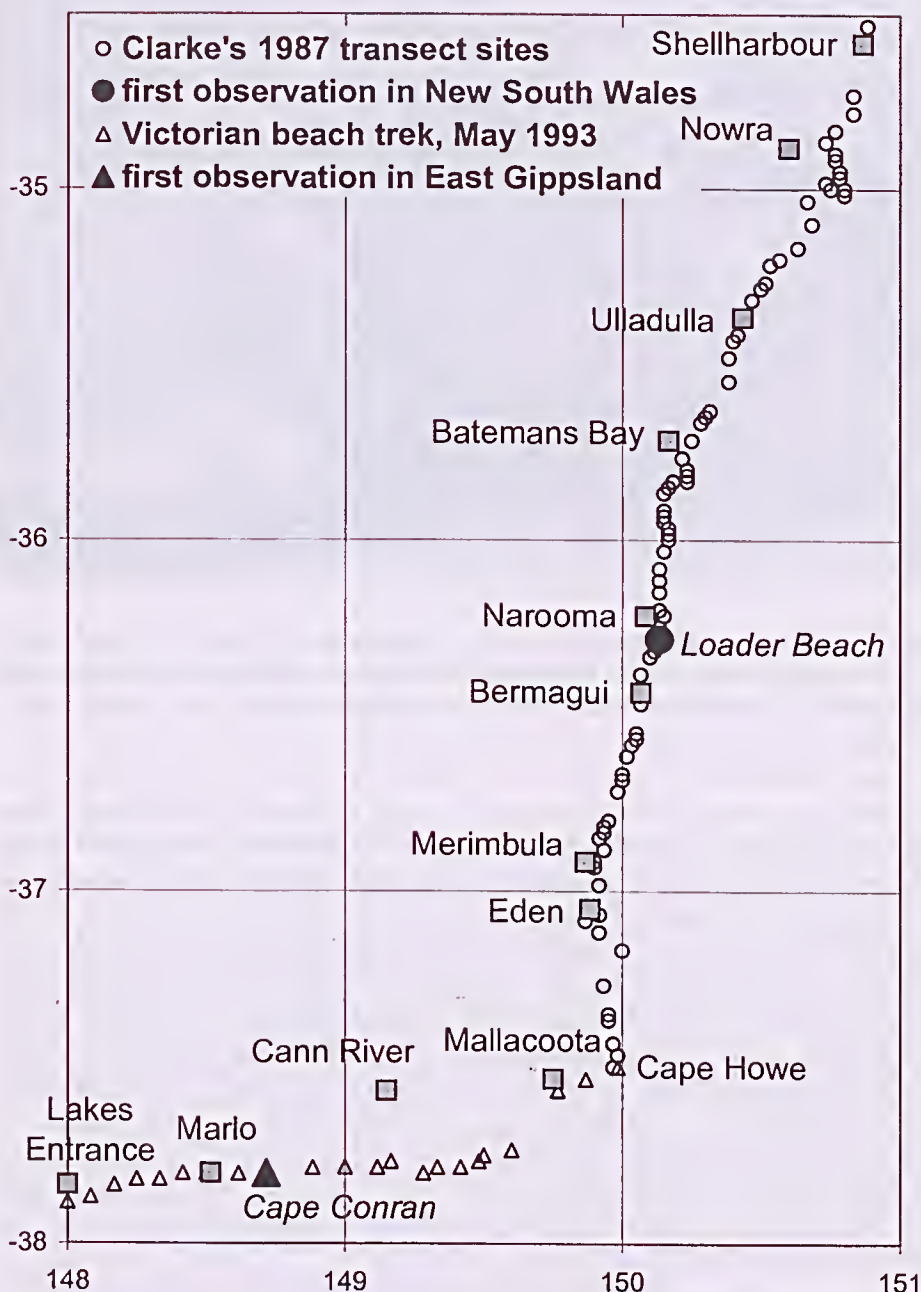 Clarke's 1987 transect sites
first observation in New South Wales
Victorian beach trek, May 1993
first observation in East Gippsland
Shellharbour
Nowra
-35
Ulladulla
Batemans Bay
-36
Narooma
Loader Beach
Bermagui
Merimbula
-37
Eden
Mallacoota
Cann River
Cape Howe
Lakes
Entrance
Marlo
Cape Conran
-38
148
149
150
151